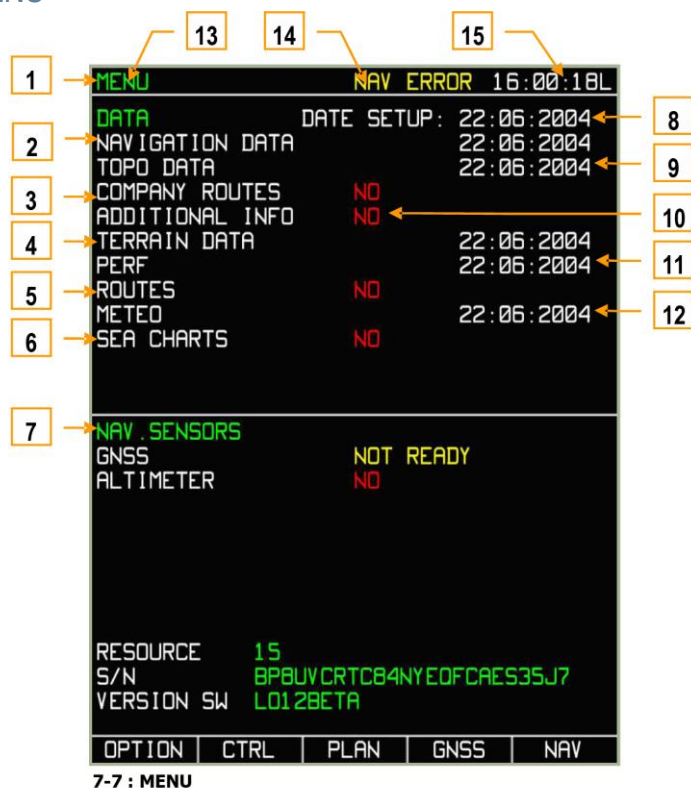 13 14 15
1 MENU NAV ERROR 16:00:18L
DATA DATE SETUP: 22:06:2004 8
2 NAVIGATION DATA 22:06:2004
TOPO DATA 22:06:2004 9
3 COMPANY ROUTES NO
ADDITIONAL INFO NO 10
4 TERRAIN DATA 22:06:2004
PERF 22:06:2004 11
5 ROUTES NO
METEO 22:06:2004 12
6 SEA CHARTS NO
7 NAV.SENSORS
GNSS NOT READY
ALTIMETER NO
RESOURCE 15
S/N BP8UVCRTC84NYEOFCAES35J7
VERSION SW L012BETA
OPTION CTRL PLAN GNSS NAV
7-7 : MENU